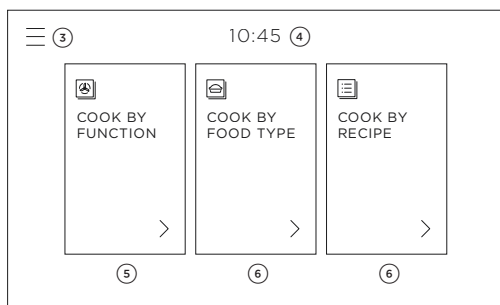 3
10:45 4
COOK BY
FUNCTION
COOK BY
FOOD TYPE
COOK BY
RECIPE
5
6
6